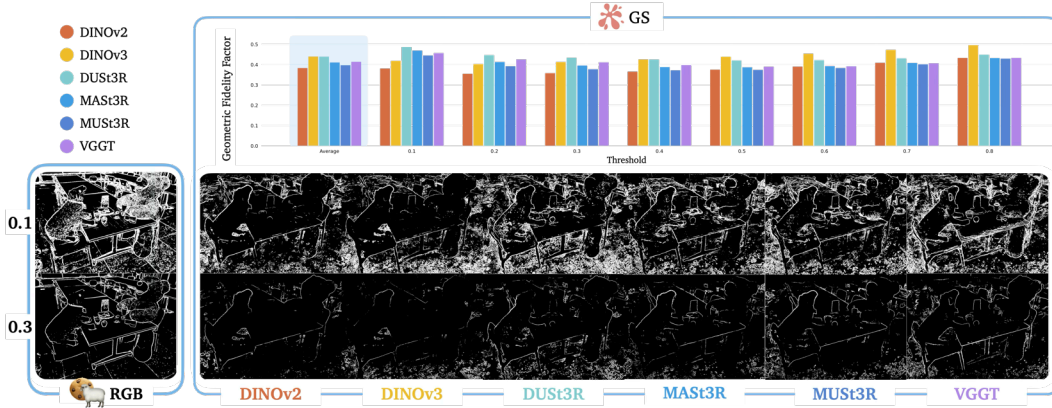 GS
DINOv2
DINOv3
DUSt3R
MASt3R
MUSt3R
VGGT
Geometric Fidelity Factor
0.5
0.4
0.3
0.2
0.1
0.0
Average 0.1 0.2 0.3 0.4 0.5 0.6 0.7 0.8
Threshold
0.1
0.3
RGB
DINOv2 DINOv3 DUSt3R MASt3R MUSt3R VGGT